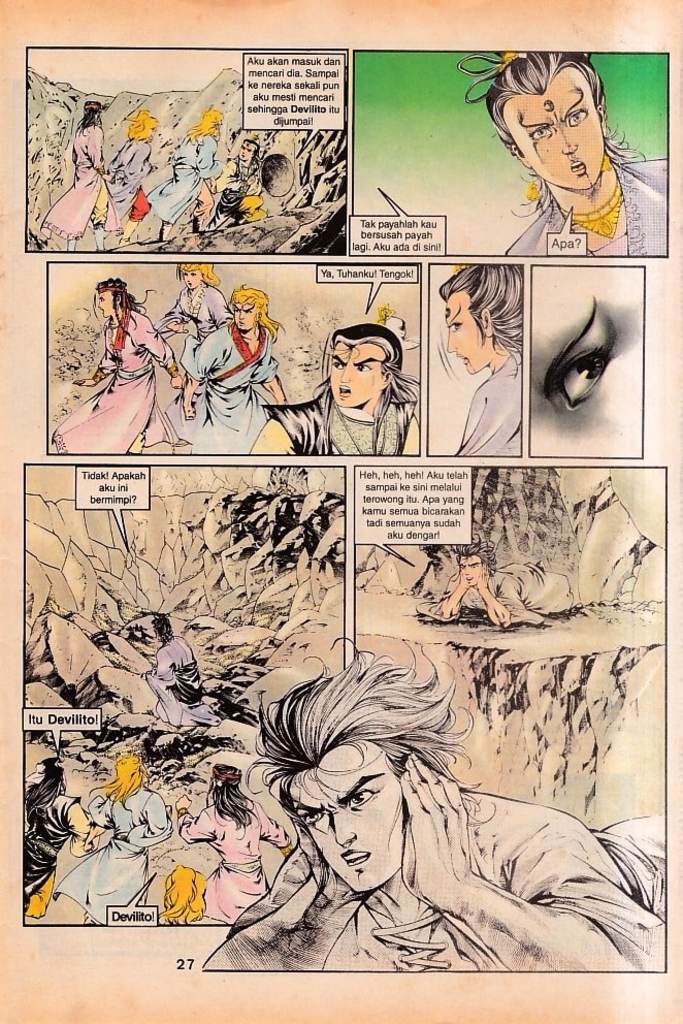 Aku akan masuk dan
mencari dia. Sampai
ke nereka sekali pun
aku mesti mencari
sehingga Devilito itu
dijumpai!
Tak payahlah kau
bersusah payah
lagi. Aku ada di sini!
Apa?
Ya, Tuhanku! Tengok!
Tidak! Apakah
aku ini
bermimpi?
Itu Devilito!
Devilito!
Heh, heh, heh! Aku telah
sampai ke sini melalui
terowong itu. Apa yang
kamu semua bicarakan
tadi semuanya sudah
aku dengar!
27